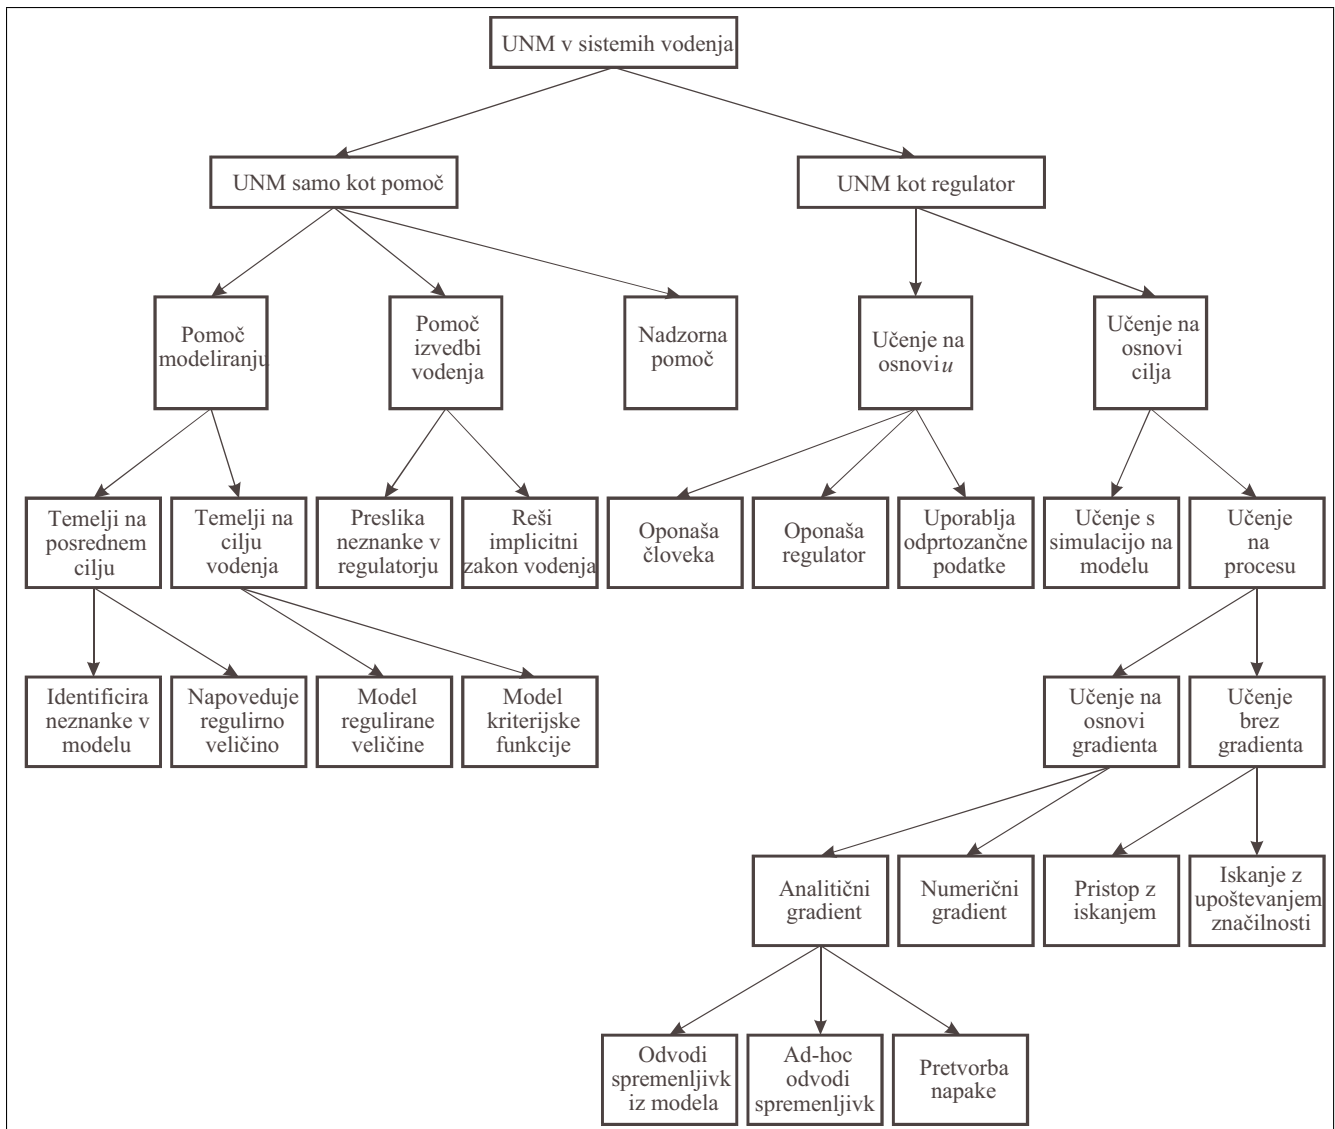 UNM v sistemih vodenja
UNM samo kot pomoč
UNM kot regulator
Pomoč
modeliranju
Pomoč
izvedbi
vodenja
Nadzorna
pomoč
Učenje na
osnovi u
Učenje na
osnovi
cilja
Temelji na
posrednem
cilju
Temelji na
cilju
vodenja
Preslika
neznanke v
regulatorju
Reši
implicitni
zakon vodenja
Oponaša
človeka
Oponaša
regulator
Uporablja
odprtozančne
podatke
Učenje s
simulacijo na
modelu
Učenje
na
procesu
Identificira
neznanke v
modelu
Napoveduje
regulirno
veličino
Model
regulirane
veličine
Model
kriterijske
funkcije
Učenje na
osnovi
gradienta
Učenje
brez
gradienta
Analitični
gradient
Numerični
gradient
Pristop z
iskanjem
Iskanje z
upoštevanjem
značilnosti
Odvodi
spremenljivk
iz modela
Ad-hoc
odvodi
spremenljivk
Pretvorba
napake